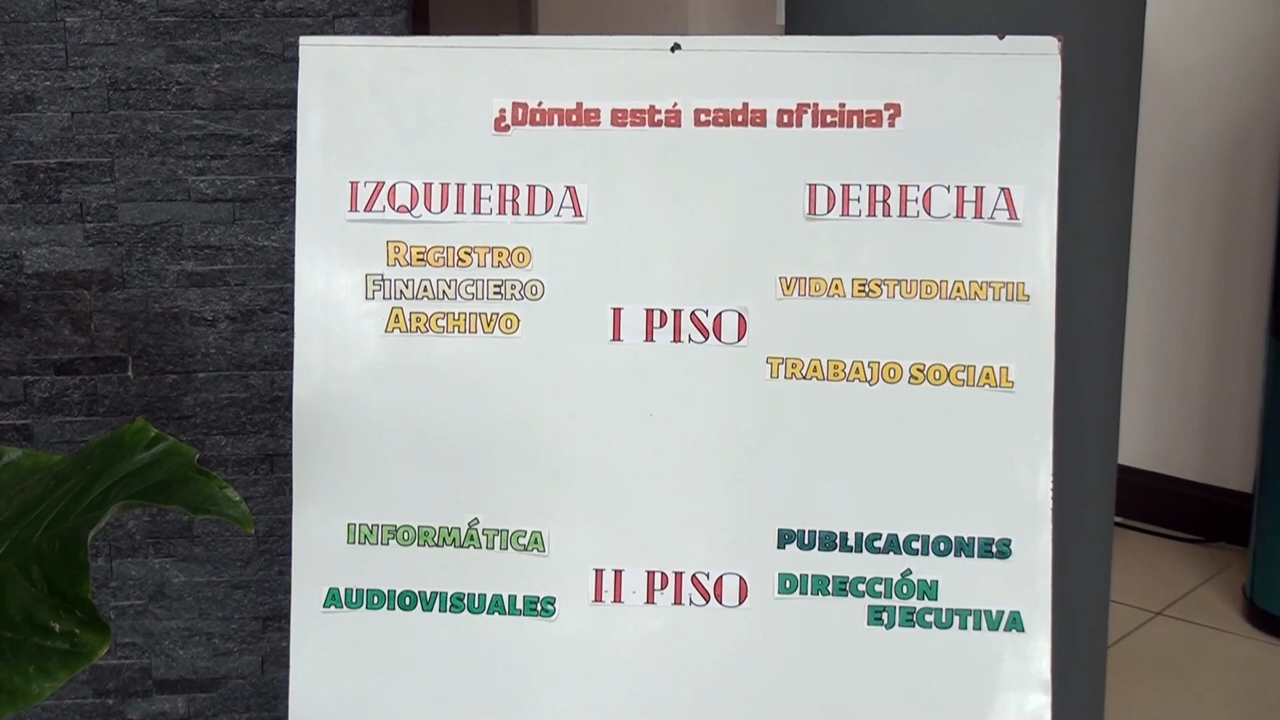 ¿Dónde está cada oficina?
IZQUIERDA
DERECHA
REGISTRO
FINANCIERO
ARCHIVO
I PISO
VIDA ESTUDIANTIL
TRABAJO SOCIAL
INFORMÁTICA
AUDIOVISUALES
II PISO
PUBLICACIONES
DIRECCIÓN
EJECUTIVA